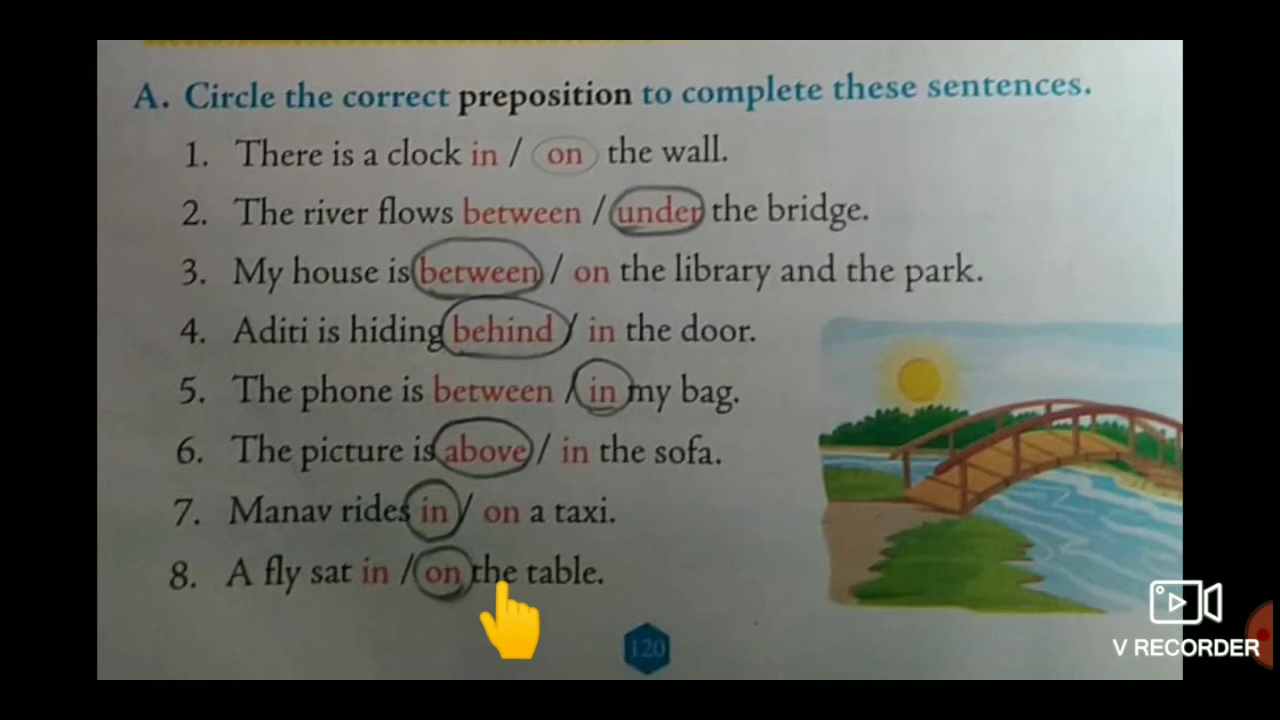 A. Circle the correct preposition to complete these sentences.
1. There is a clock in / on the wall.
2. The river flows between / under the bridge.
3. My house is between / on the library and the park.
4. Aditi is hiding behind / in the door.
5. The phone is between / in my bag.
6. The picture is above / in the sofa.
7. Manav rides in / on a taxi.
8. A fly sat in / on the table.
120
V RECORDER